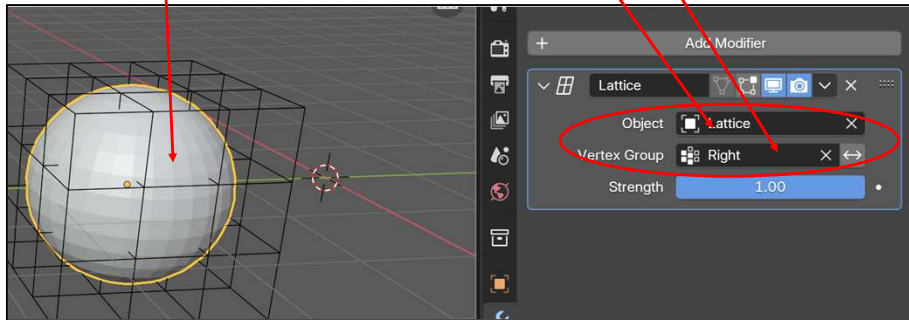 Add Modifier
Lattice
Object Lattice
Vertex Group Right
Strength 1.00